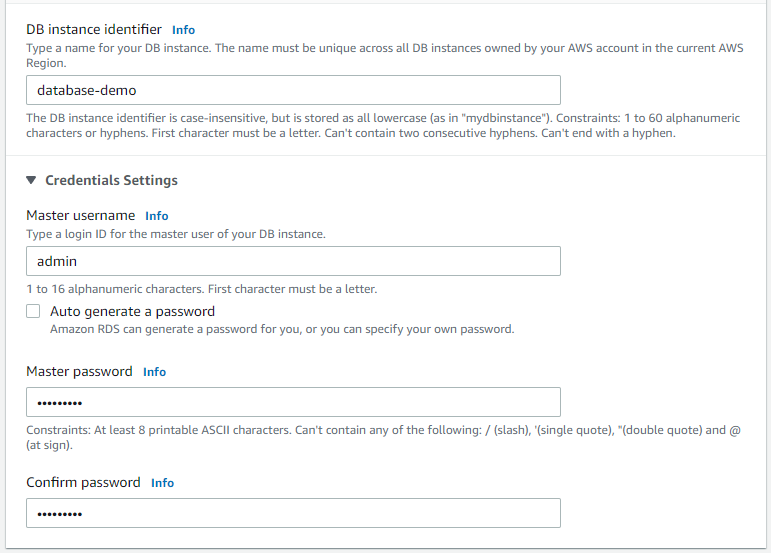 DB instance identifier Info
Type a name for your DB instance. The name must be unique across all DB instances owned by your AWS account in the current AWS
Region.
database-demo
The DB instance identifier is case-insensitive, but is stored as all lowercase (as in "mydbinstance"). Constraints: 1 to 60 alphanumeric
characters or hyphens. First character must be a letter. Can't contain two consecutive hyphens. Can't end with a hyphen.
Credentials Settings
Master username Info
Type a login ID for the master user of your DB instance.
admin
1 to 16 alphanumeric characters. First character must be a letter.
Auto generate a password
Amazon RDS can generate a password for you, or you can specify your own password.
Master password Info
•••••••••
Constraints: At least 8 printable ASCII characters. Can't contain any of the following: / (slash), '(single quote), "(double quote) and @
(at sign).
Confirm password Info
•••••••••